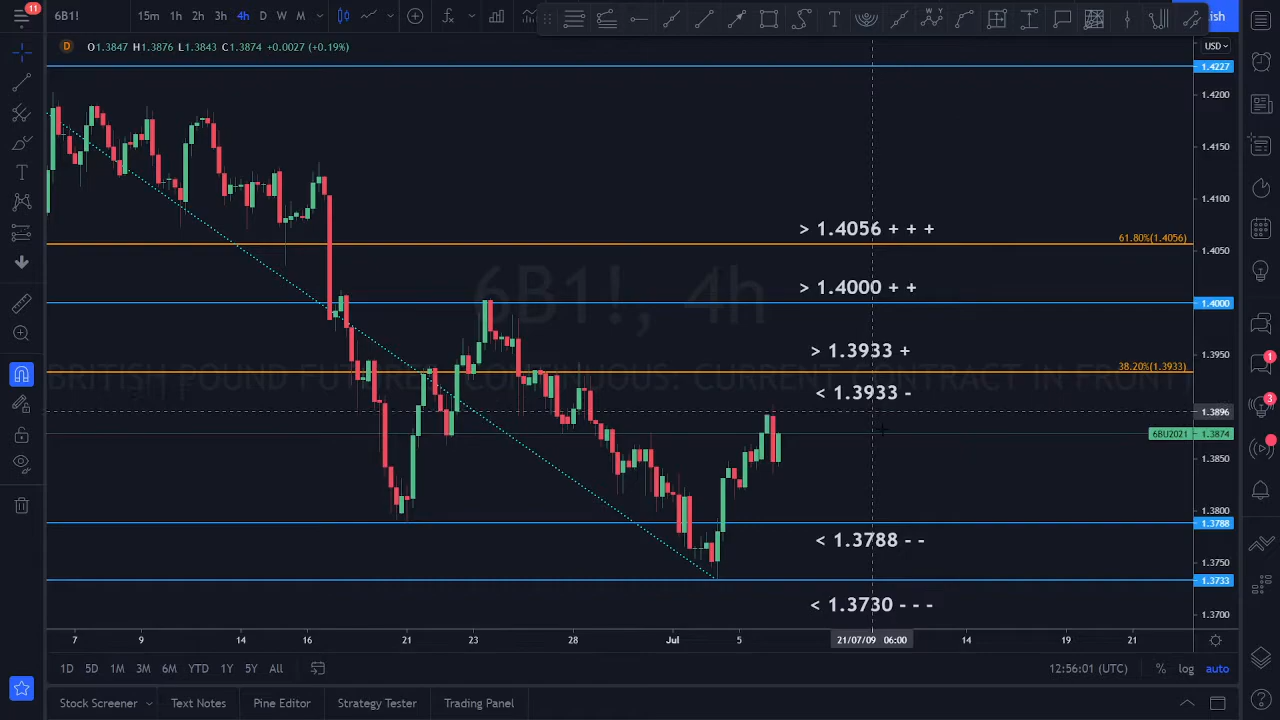 11
6B1!
15m 1h 2h 3h 4h D W M
ish
D O1.3847 H1.3876 L1.3843 C1.3874 +0.0027 (+0.19%)
USD
1.4227
1.4200
1.4150
1.4100
> 1.4056 + + +
61.80%(1.4056)
1.4050
6B1!, 4h
> 1.4000 + +
1.4000
> 1.3933 +
1.3950
38.20%(1.3933)
BRITISH POUND FUTURES, CONTINUOUS: CURRENT CONTRACT IN FRONT
1
< 1.3933 -
3
1.3896
6BU2021 1.3874
1.3850
1.3800
1.3788
< 1.3788 - -
1.3750
1.3733
< 1.3730 - - -
1.3700
7 9 14 16 21 23 28 Jul 5 21/07/09 06:00 14 19 21
1D 5D 1M 3M 6M YTD 1Y 5Y All
12:56:01 (UTC) % log auto
Stock Screener Text Notes Pine Editor Strategy Tester Trading Panel